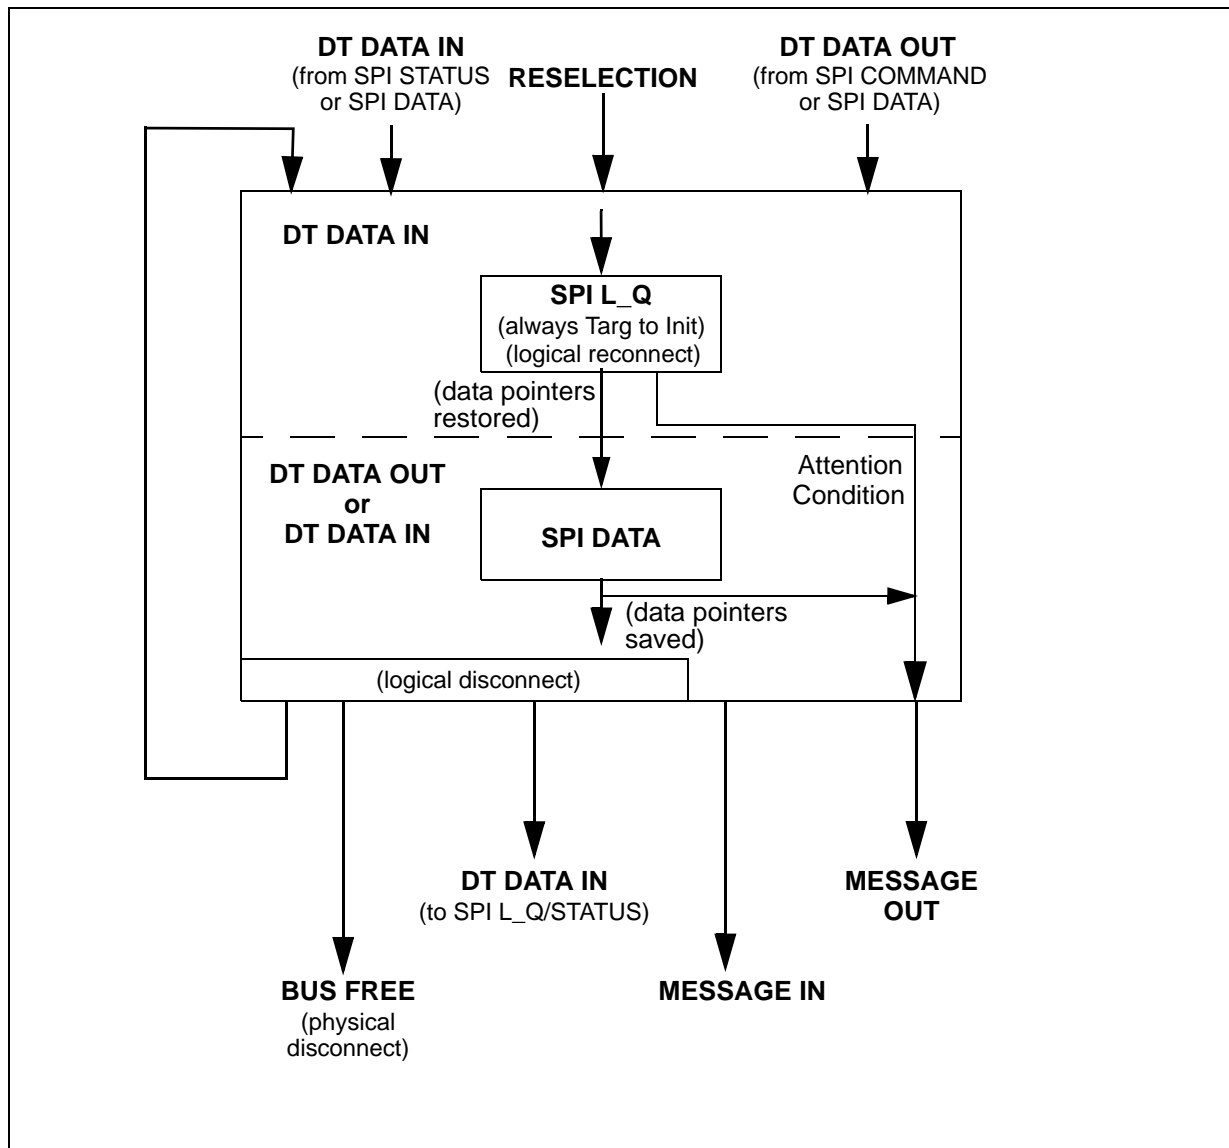 DT DATA IN
(from SPI STATUS
or SPI DATA)
RESELECTION
DT DATA OUT
(from SPI COMMAND
or SPI DATA)
DT DATA IN
SPI L_Q
(always Targ to Init)
(logical reconnect)
(data pointers
restored)
DT DATA OUT
or
DT DATA IN
Attention
Condition
SPI DATA
(data pointers
saved)
(logical disconnect)
DT DATA IN
(to SPI L_Q/STATUS)
MESSAGE
OUT
BUS FREE
(physical
disconnect)
MESSAGE IN